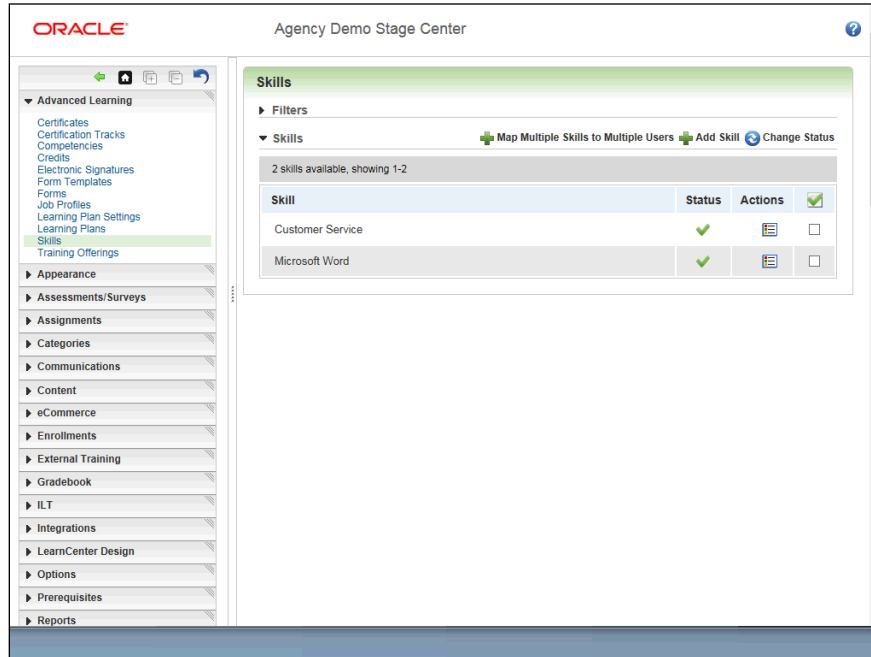 ORACLE
Agency Demo Stage Center
?
Skills
Filters
Skills
Map Multiple Skills to Multiple Users Add Skill Change Status
2 skills available, showing 1-2
Skill Status Actions
Customer Service
Microsoft Word
Advanced Learning
Certificates
Certification Tracks
Competencies
Credits
Electronic Signatures
Form Templates
Forms
Job Profiles
Learning Plan Settings
Learning Plans
Skills
Training Offerings
Appearance
Assessments/Surveys
Assignments
Categories
Communications
Content
eCommerce
Enrollments
External Training
Gradebook
ILT
Integrations
LearnCenter Design
Options
Prerequisites
Reports